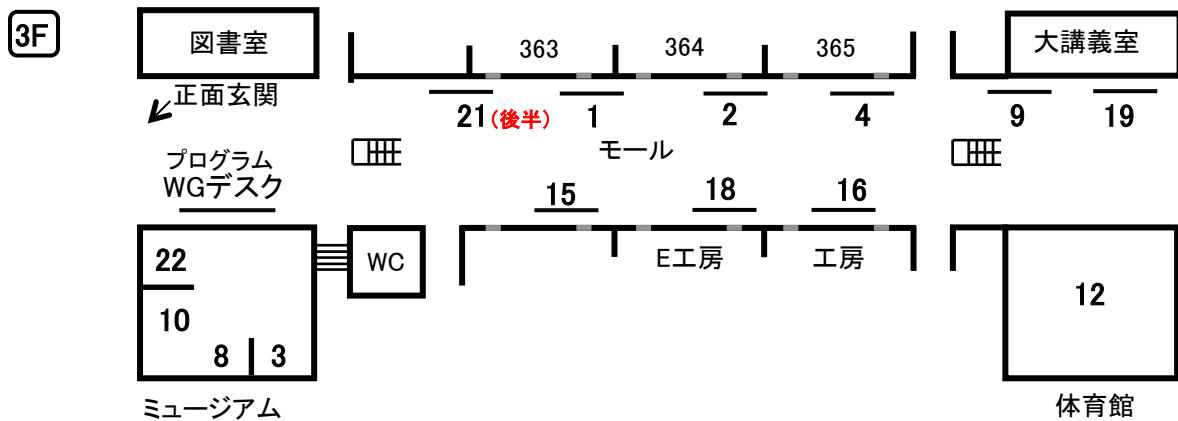 3F
図書室
363
364
365
大講義室
正面玄関
21(後半)
1
2
4
9
19
モール
プログラム
WGデスク
15
18
16
22
WC
E工房
工房
10
12
8
3
ミュージアム
体育館